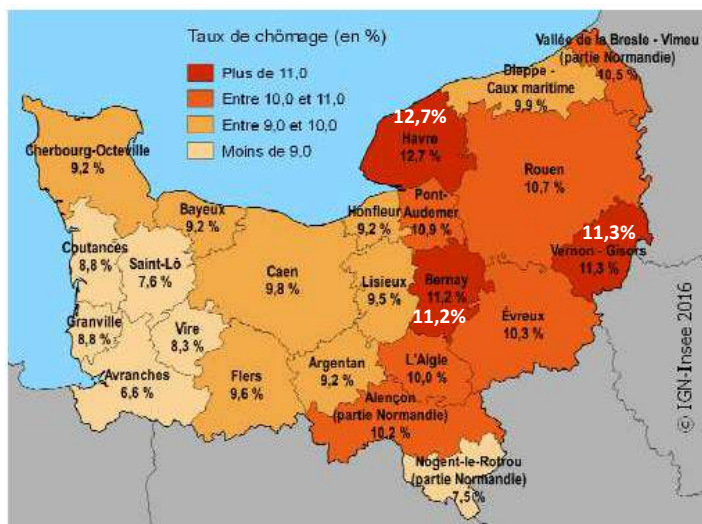 Taux de chômage (en %)
Plus de 11,0
Entre 10,0 et 11,0
Entre 9,0 et 10,0
Moins de 9,0
Vallée de la Bresle - Vimeu
(partie Normandie)
10,5 %
Dieppe -
Caux maritime
9,9 %
12,7%
Havre
12,7 %
Cherbourg-Octeville
9,2 %
Rouen
10,7 %
Pont-
Audemer
10,9 %
Bayeux
9,2 %
Honfleur
9,2 %
11,3%
Vernon - Gisors
11,3 %
Coutances
8,8 %
Saint-Lô
7,6 %
Caen
9,8 %
Lisieux
9,5 %
Bernay
11,2 %
11,2%
Évreux
10,3 %
Granville
8,8 %
Vire
8,3 %
Avranches
6,6 %
Flers
9,6 %
Argentan
9,2 %
L'Aigle
10,0 %
Alençon
(partie Normandie)
10,2 %
Nogent-le-Rotrou
(partie Normandie)
7,5 %
© IGN-Insee 2016